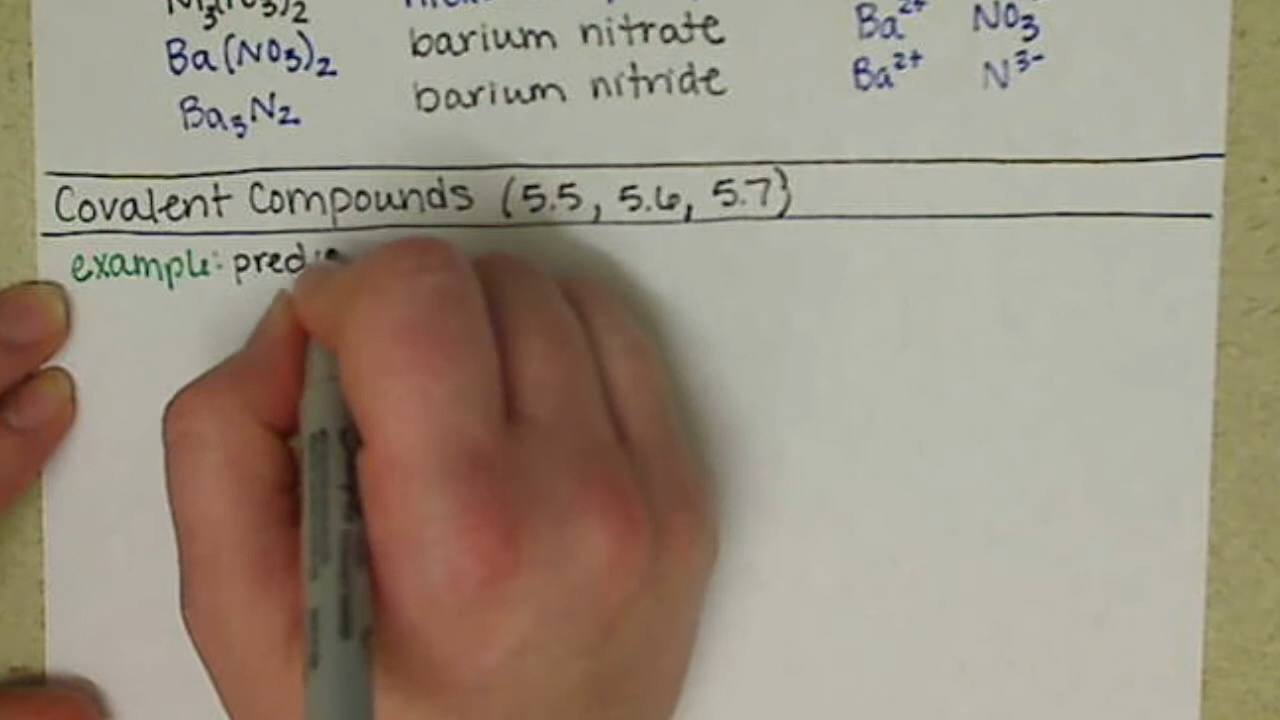 Ba(NO3)2 barium nitrate Ba2+ NO3
Ba3N2 barium nitride Ba2+ N3-
Covalent Compounds (5.5, 5.6, 5.7)
example: